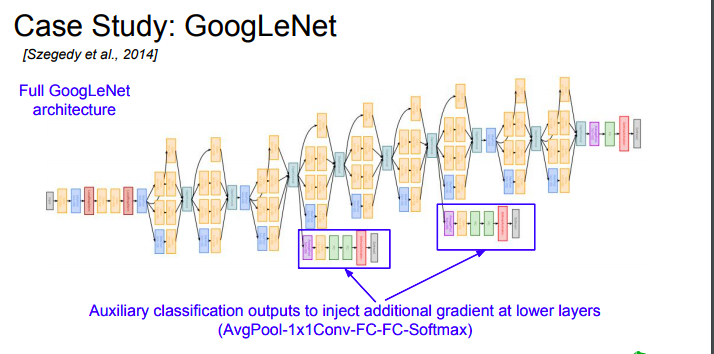 Case Study: GoogLeNet
[Szegedy et al., 2014]
Full GoogLeNet
architecture
Auxiliary classification outputs to inject additional gradient at lower layers
(AvgPool-1x1Conv-FC-FC-Softmax)